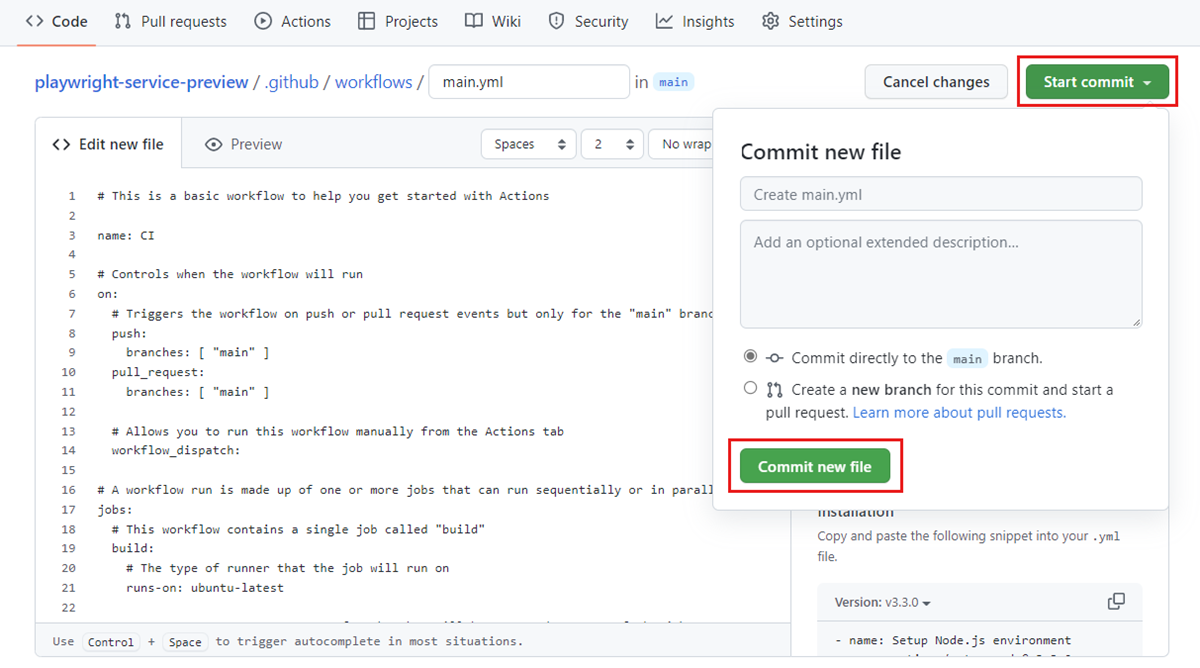 Code Pull requests Actions Projects Wiki Security Insights Settings
playwright-service-preview / .github / workflows / main.yml in main
Cancel changes Start commit
Edit new file Preview Spaces 2 No wrap
1 # This is a basic workflow to help you get started with Actions
2
3 name: CI
4
5 # Controls when the workflow will run
6 on:
7 # Triggers the workflow on push or pull request events but only for the "main" branc
8 push:
9 branches: [ "main" ]
10 pull_request:
11 branches: [ "main" ]
12
13 # Allows you to run this workflow manually from the Actions tab
14 workflow_dispatch:
15
16 # A workflow run is made up of one or more jobs that can run sequentially or in parall
17 jobs:
18 # This workflow contains a single job called "build"
19 build:
20 # The type of runner that the job will run on
21 runs-on: ubuntu-latest
22
Use Control + Space to trigger autocomplete in most situations.
Commit new file
Create main.yml
Add an optional extended description...
Commit directly to the main branch.
Create a new branch for this commit and start a
pull request. Learn more about pull requests.
Commit new file
Installation
Copy and paste the following snippet into your .yml
file.
Version: v3.3.0
- name: Setup Node.js environment